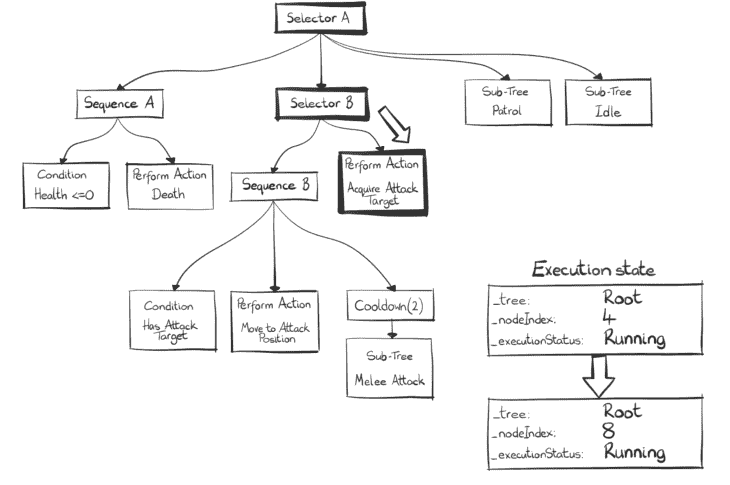 Selector A
Sequence A
Selector B
Sub-Tree
Patrol
Sub-Tree
Idle
Condition
Health <=0
Perform Action
Death
Sequence B
Perform Action
Acquire Attack
Target
Condition
Has Attack
Target
Perform Action
Move to Attack
Position
Cooldown(2)
Sub-Tree
Melee Attack
Execution state
_tree: Root
_nodeIndex: 4
_executionStatus: Running
_tree: Root
_nodeIndex: 8
_executionStatus: Running